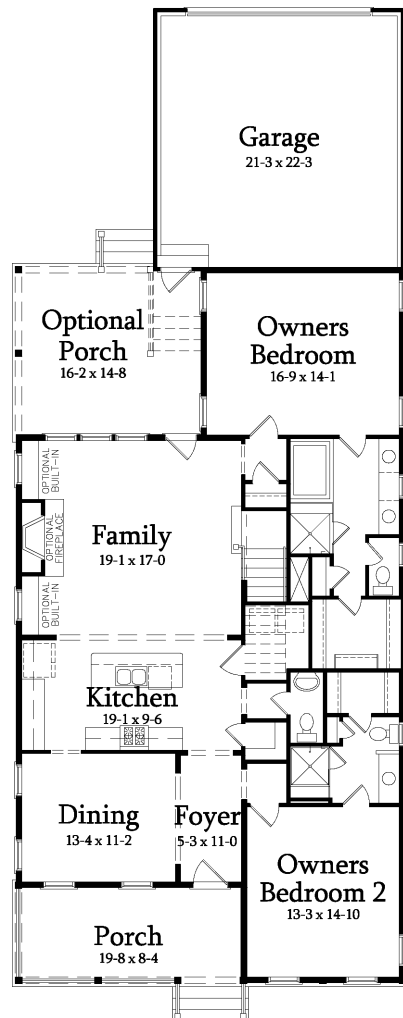 Garage
21-3 x 22-3
Optional
Porch
16-2 x 14-8
Owners
Bedroom
16-9 x 14-1
OPTIONAL
BUILT-IN
OPTIONAL
FIREPLACE
Family
19-1 x 17-0
OPTIONAL
BUILT-IN
Kitchen
19-1 x 9-6
Dining
13-4 x 11-2
Foyer
5-3 x 11-0
Owners
Bedroom 2
13-3 x 14-10
Porch
19-8 x 8-4